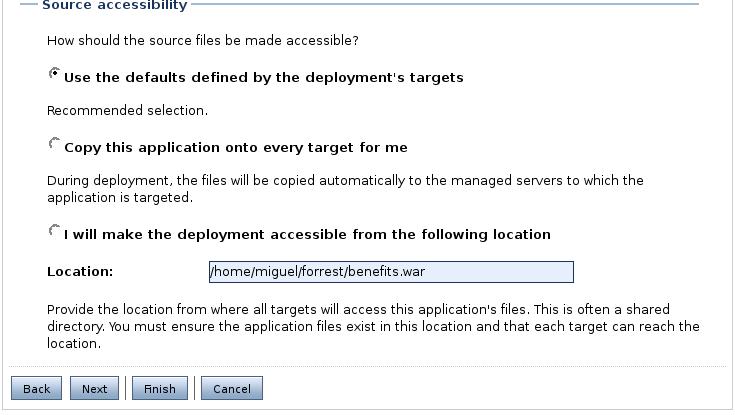 Source accessibility
How should the source files be made accessible?
Use the defaults defined by the deployment's targets
Recommended selection.
Copy this application onto every target for me
During deployment, the files will be copied automatically to the managed servers to which the
application is targeted.
I will make the deployment accessible from the following location
Location: /home/miguel/forrest/benefits.war
Provide the location from where all targets will access this application's files. This is often a shared
directory. You must ensure the application files exist in this location and that each target can reach the
location.
Back Next Finish Cancel